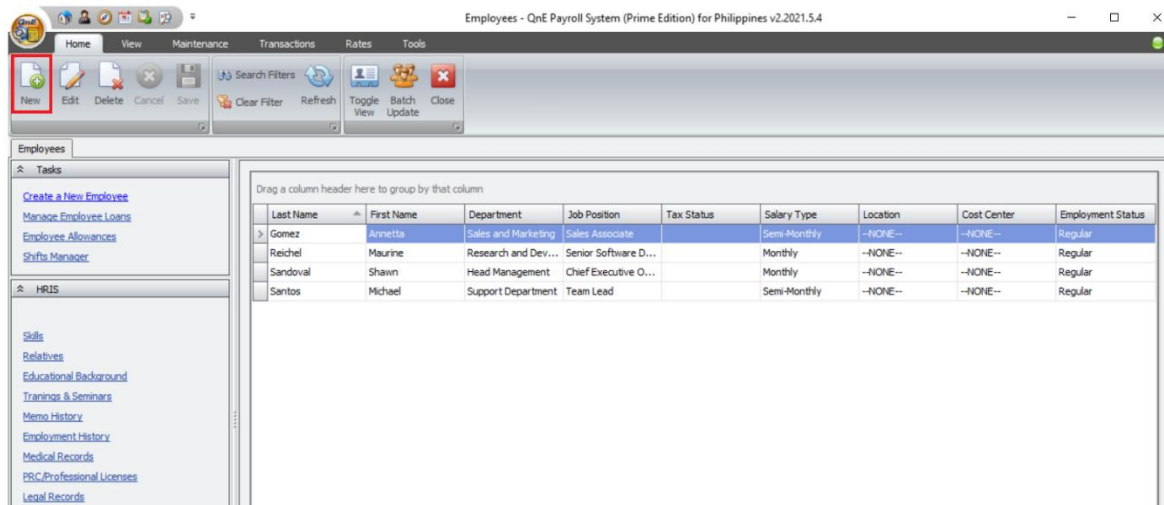 QnE
Employees - QnE Payroll System (Prime Edition) for Philippines v2.2021.5.4
Home View Maintenance Transactions Rates Tools
New Edit Delete Cancel Save
Search Filters
Clear Filter
Refresh
Toggle View
Batch Update
Close
Employees
Tasks
Create a New Employee
Manage Employee Loans
Employee Allowances
Shifts Manager
HRIS
Skills
Relatives
Educational Background
Tranings & Seminars
Memo History
Employment History
Medical Records
PRC/Professional Licenses
Legal Records
Drag a column header here to group by that column
Last Name First Name Department Job Position Tax Status Salary Type Location Cost Center Employment Status
Gomez Annetta Sales and Marketing Sales Associate Semi-Monthly --NONE-- --NONE-- Regular
Reichel Maurine Research and Dev... Senior Software D... Monthly --NONE-- --NONE-- Regular
Sandoval Shawn Head Management Chief Executive O... Monthly --NONE-- --NONE-- Regular
Santos Michael Support Department Team Lead Semi-Monthly --NONE-- --NONE-- Regular